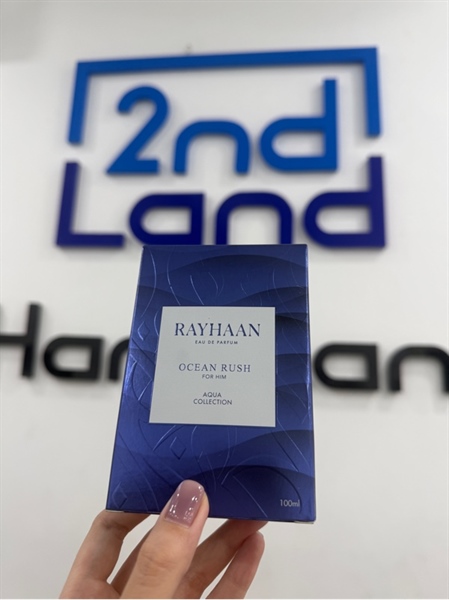 2nd
Land
RAYHAAN
EAU DE PARFUM
OCEAN RUSH
FOR HIM
AQUA
COLLECTION
100ml